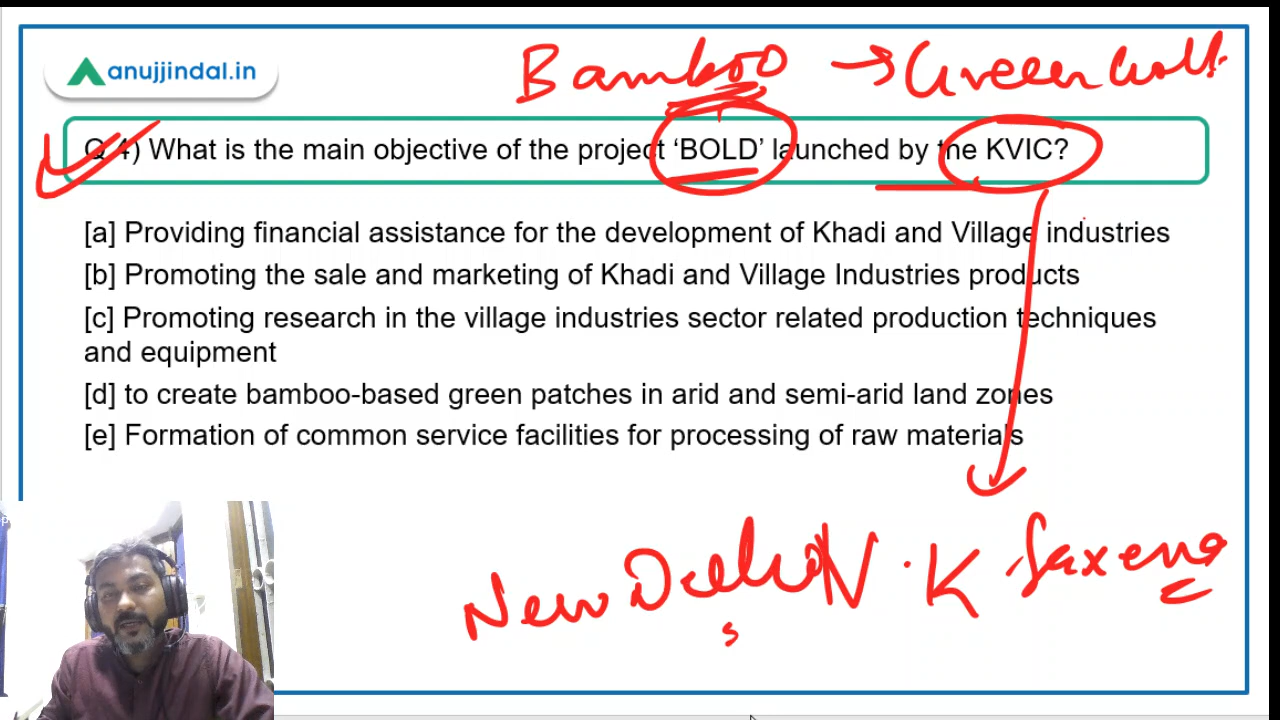 Bamboo → Green Gold
anujjindal.in
Q 4) What is the main objective of the project ‘BOLD’ launched by the KVIC?
[a] Providing financial assistance for the development of Khadi and Village industries
[b] Promoting the sale and marketing of Khadi and Village Industries products
[c] Promoting research in the village industries sector related production techniques
and equipment
[d] to create bamboo-based green patches in arid and semi-arid land zones
[e] Formation of common service facilities for processing of raw materials
New Delhi V.K Saxena